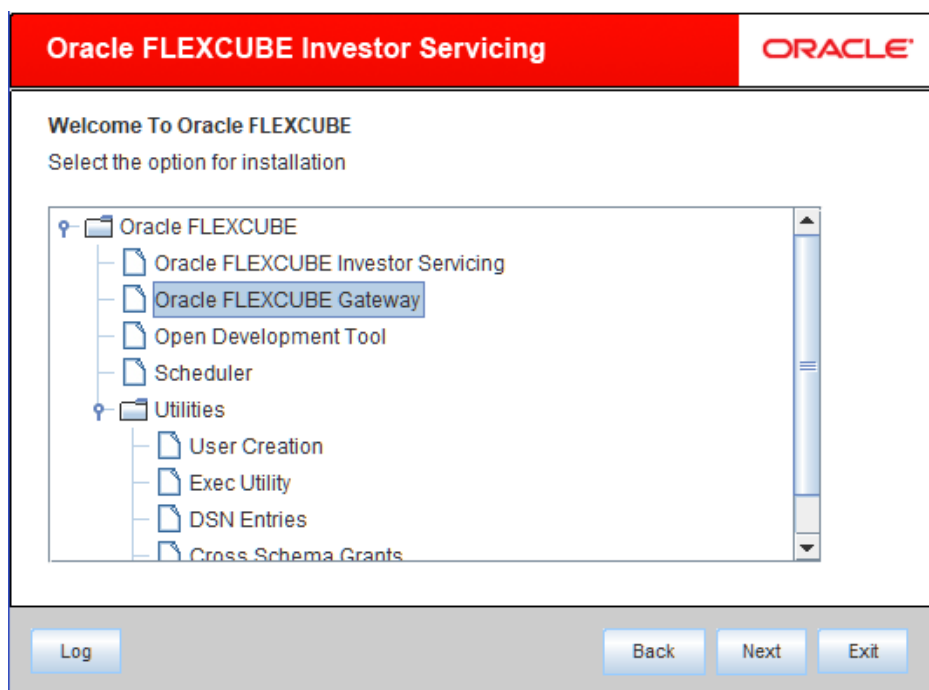 Oracle FLEXCUBE Investor Servicing
ORACLE
Welcome To Oracle FLEXCUBE
Select the option for installation
Oracle FLEXCUBE
Oracle FLEXCUBE Investor Servicing
Oracle FLEXCUBE Gateway
Open Development Tool
Scheduler
Utilities
User Creation
Exec Utility
DSN Entries
Cross Schema Grants
Log
Back
Next
Exit